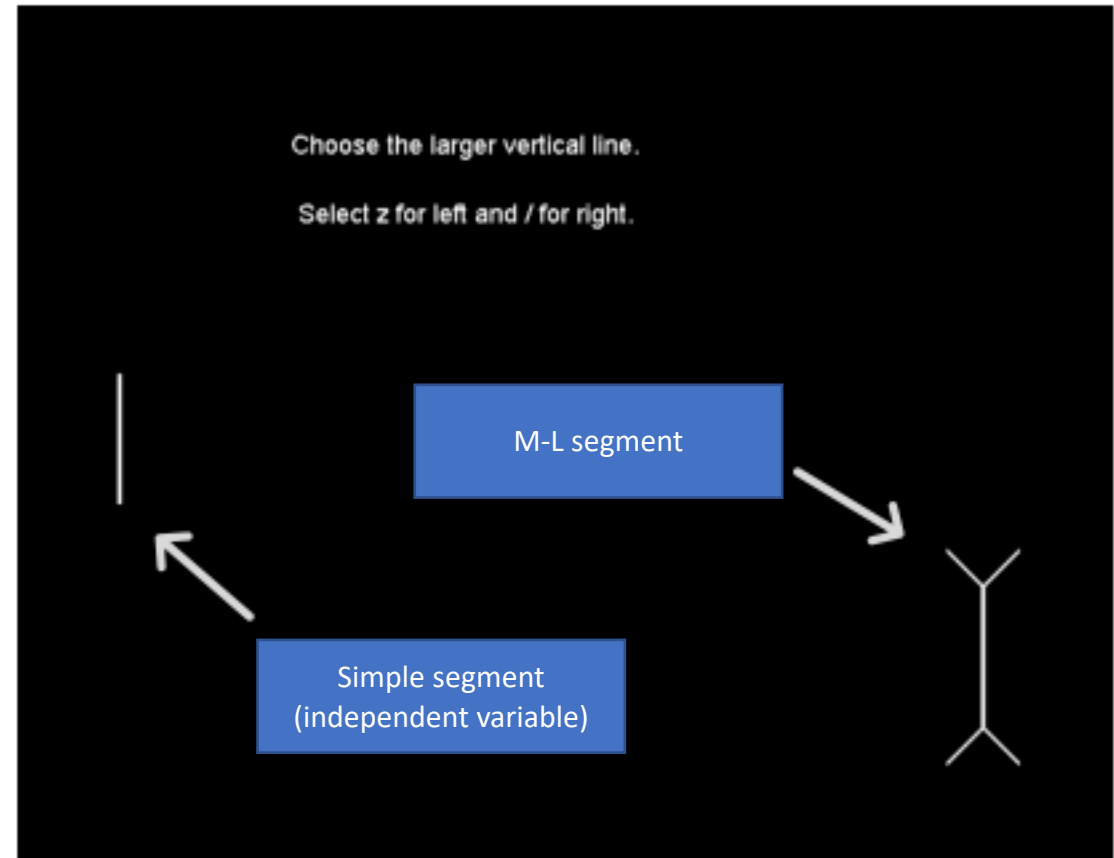 Choose the larger vertical line.
Select z for left and / for right.
M-L segment
Simple segment
(independent variable)